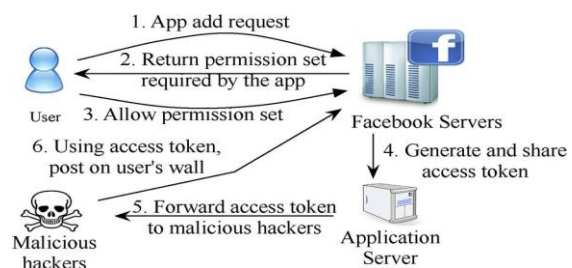 1. App add request
f
2. Return permission set
required by the app
User
3. Allow permission set
Facebook Servers
6. Using access token,
post on user's wall
4. Generate and share
access token
5. Forward access token
to malicious hackers
Malicious
hackers
Application
Server